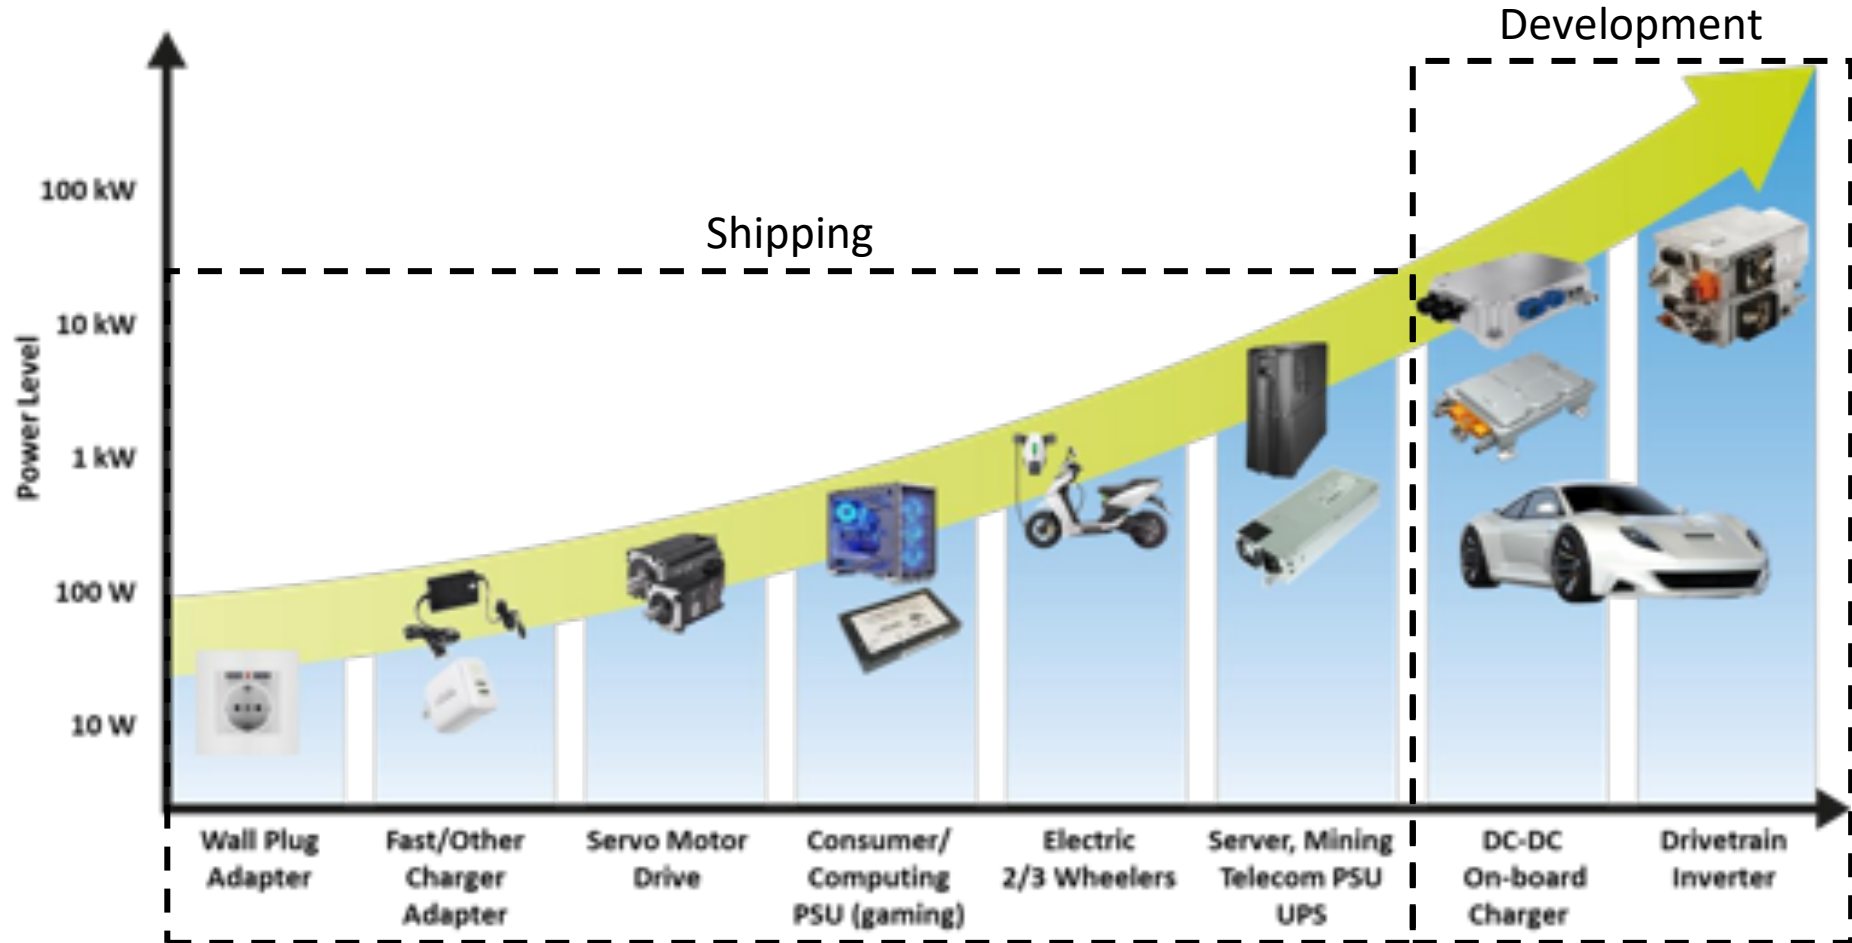 Development
Shipping
Power Level
100 kW
10 kW
1 kW
100 W
10 W
Wall Plug
Adapter
Fast/Other
Charger
Adapter
Servo Motor
Drive
Consumer/
Computing
PSU (gaming)
Electric
2/3 Wheelers
Server, Mining
Telecom PSU
UPS
DC-DC
On-board
Charger
Drivetrain
Inverter